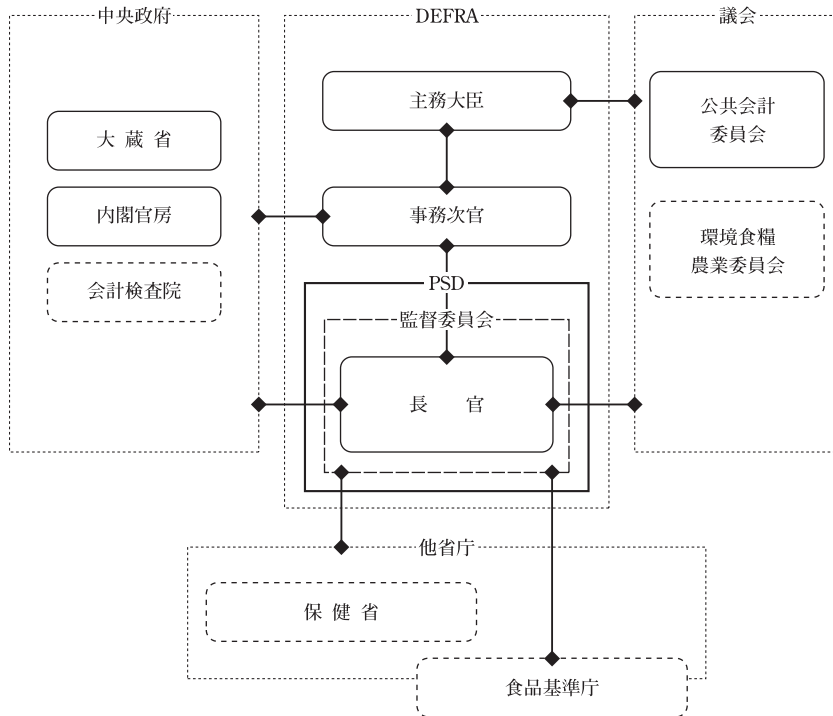 中央政府
DEFRA
議会
主務大臣
公共会計
委員会
大蔵省
内閣官房
事務次官
環境食糧
農業委員会
会計検査院
PSD
監督委員会
長　官
他省庁
保健省
食品基準庁